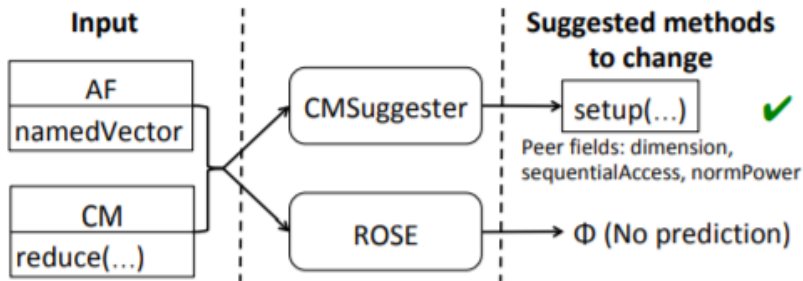 Input
Suggested methods
to change
AF
namedVector
CM
reduce(...)
CMSuggester
ROSE
setup(...)
✔
Peer fields: dimension,
sequentialAccess, normPower
Φ (No prediction)